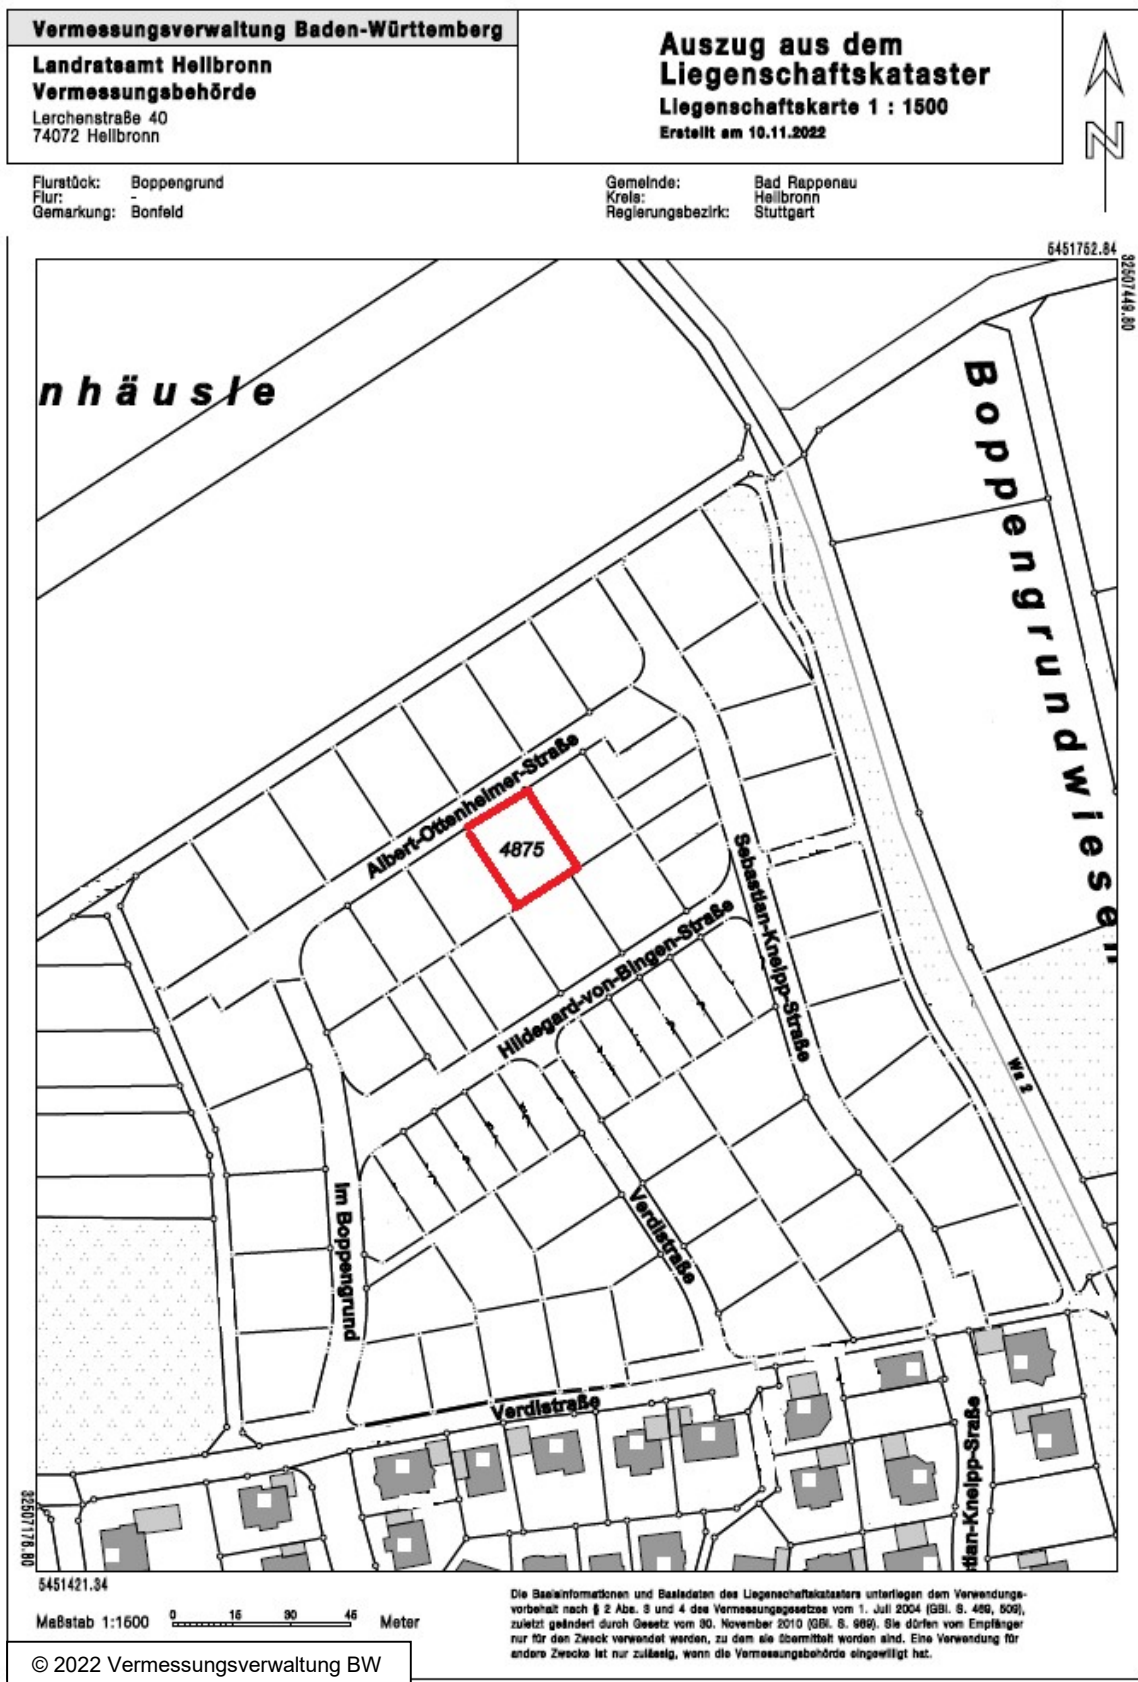 Vermessungsverwaltung Baden-Württemberg
Landratsamt Heilbronn
Vermessungsbehörde
Lerchenstraße 40
74072 Heilbronn
Auszug aus dem
Liegenschaftskataster
Liegenschaftskarte 1 : 1500
Erstellt am 10.11.2022
N
Flurstück: Boppengrund
Flur: -
Gemarkung: Bonfeld
Gemeinde: Bad Rappenau
Kreis: Heilbronn
Regierungsbezirk: Stuttgart
5451752.84
32507449.80
nhäusle
Boppengrundwiesen
Albert-Ottenheimer-Straße
4875
Sebastian-Kneipp-Straße
Hildegard-von-Bingen-Straße
Ws 2
Im Boppengrund
Verdistraße
Verdistraße
stian-Kneipp-Sraße
32507178.80
5451421.34
Maßstab 1:1500 0 15 30 45 Meter
Die Basisinformationen und Basisdaten des Liegenschaftskatasters unterliegen dem Verwendungs-
vorbehalt nach § 2 Abs. 3 und 4 des Vermessungsgesetzes vom 1. Juli 2004 (GBl. S. 469, 509),
zuletzt geändert durch Gesetz vom 30. November 2010 (GBl. S. 989). Sie dürfen vom Empfänger
nur für den Zweck verwendet werden, zu dem sie übermittelt worden sind. Eine Verwendung für
andere Zwecke ist nur zulässig, wenn die Vermessungsbehörde eingewilligt hat.
© 2022 Vermessungsverwaltung BW